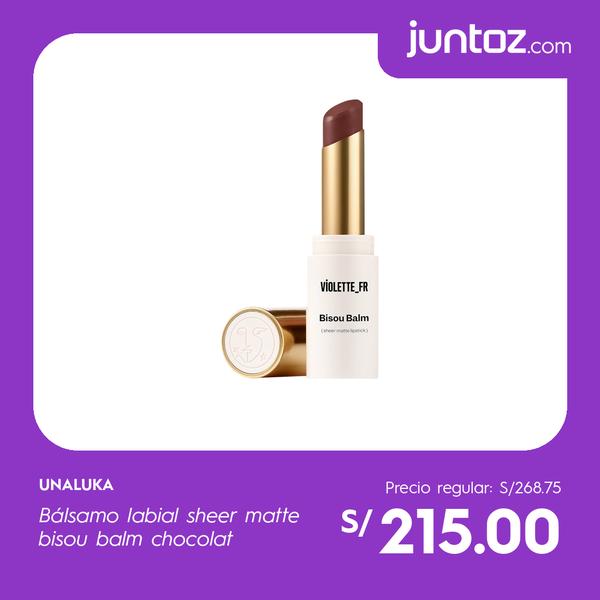 juntoz.com
VIOLETTE_FR
Bisou Balm
( sheer matte lipstick )
UNALUKA
Bálsamo labial sheer matte
bisou balm chocolat
Precio regular: S/268.75
S/ 215.00